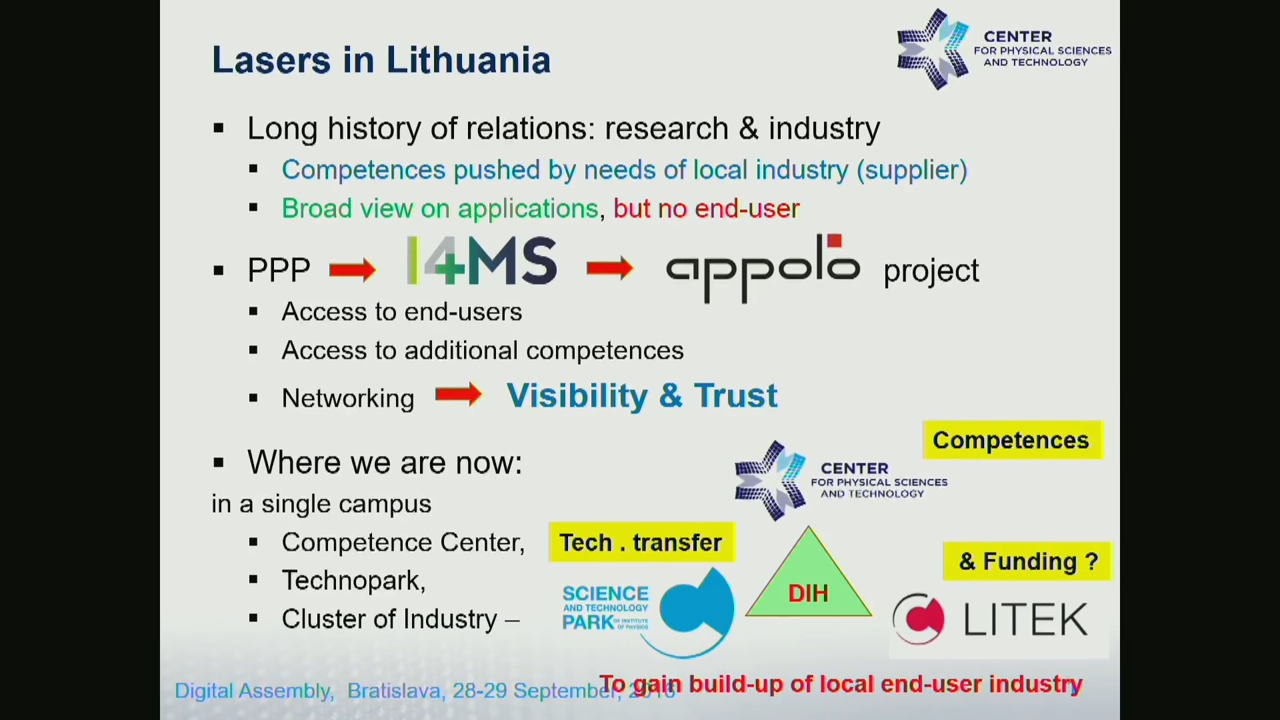 Lasers in Lithuania
CENTER
FOR PHYSICAL SCIENCES
AND TECHNOLOGY
▪ Long history of relations: research & industry
▪ Competences pushed by needs of local industry (supplier)
▪ Broad view on applications, but no end-user
▪ PPP I4MS appolo project
▪ Access to end-users
▪ Access to additional competences
▪ Networking Visibility & Trust
Competences
▪ Where we are now:
CENTER
FOR PHYSICAL SCIENCES
AND TECHNOLOGY
in a single campus
▪ Competence Center,
Tech . transfer
& Funding ?
▪ Technopark,
SCIENCE
AND TECHNOLOGY
PARK OF INSTITUTE
OF PHYSICS
DIH
LITEK
▪ Cluster of Industry –
To gain build-up of local end-user industry
Digital Assembly, Bratislava, 28-29 September,